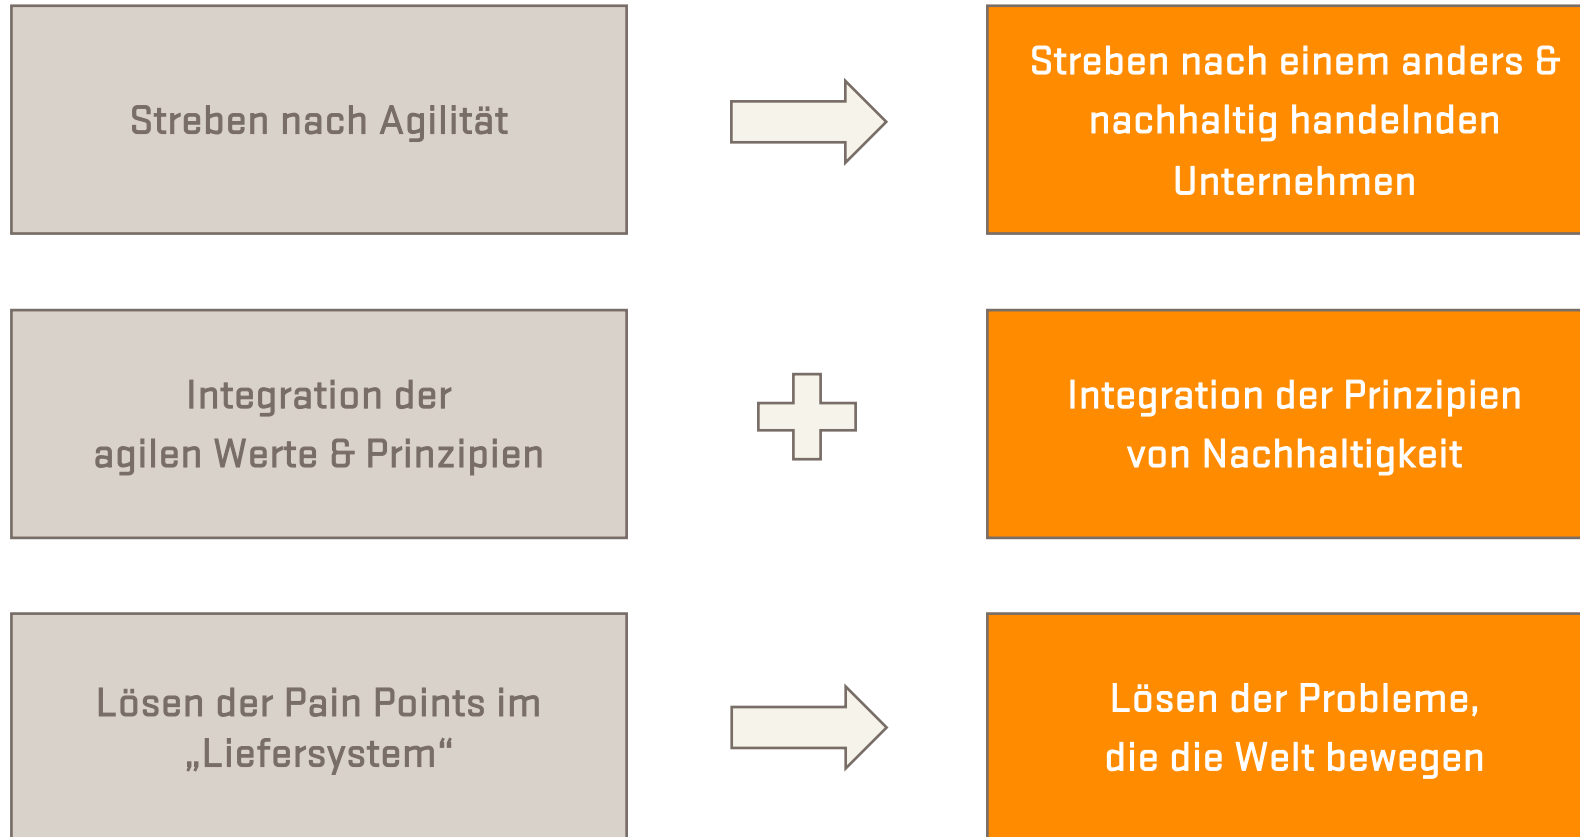 Streben nach Agilität
Streben nach einem anders &
nachhaltig handelnden
Unternehmen
Integration der
agilen Werte & Prinzipien
Integration der Prinzipien
von Nachhaltigkeit
Lösen der Pain Points im
„Liefersystem“
Lösen der Probleme,
die die Welt bewegen